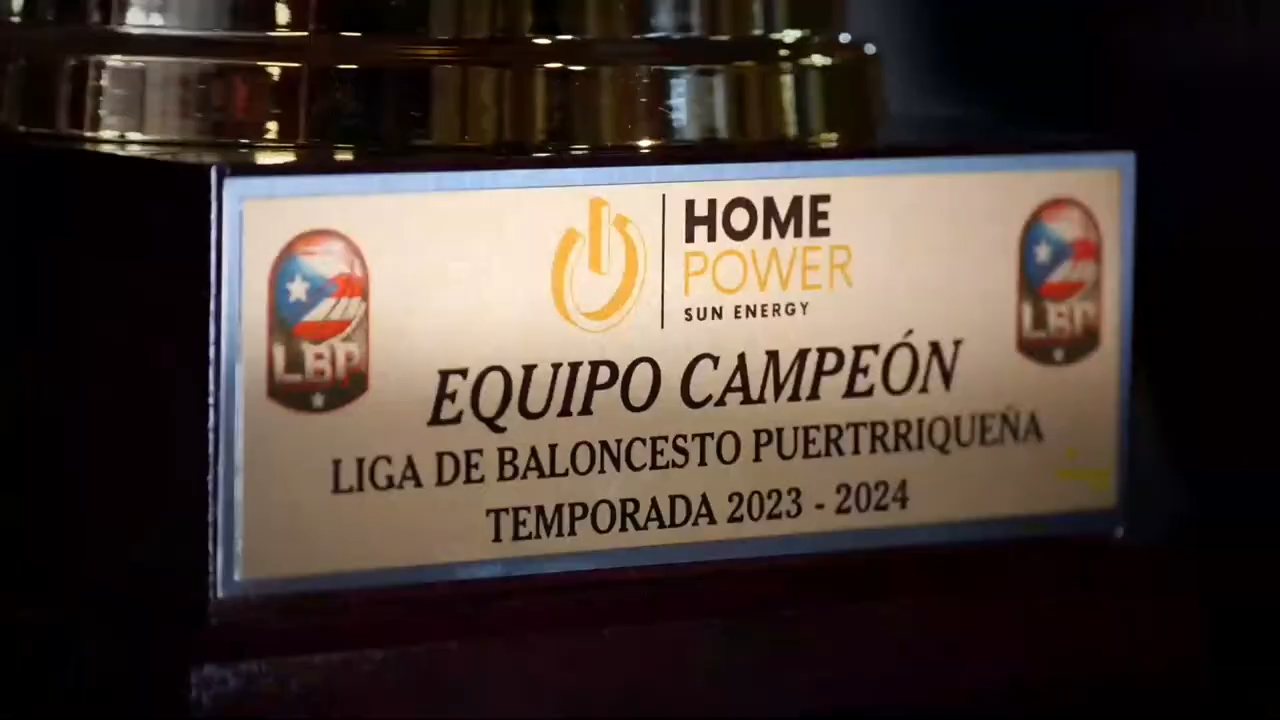 HOME
POWER
SUN ENERGY
LBP
LBP
EQUIPO CAMPEÓN
LIGA DE BALONCESTO PUERTRRIQUEÑA
TEMPORADA 2023 - 2024